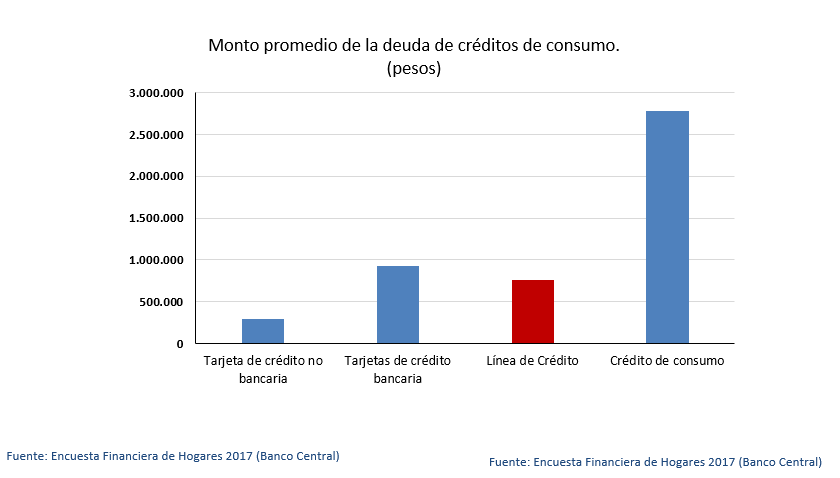 Monto promedio de la deuda de créditos de consumo.
(pesos)
3.000.000
2.500.000
2.000.000
1.500.000
1.000.000
500.000
0
Tarjeta de crédito no
bancaria
Tarjetas de crédito
bancaria
Línea de Crédito
Crédito de consumo
Fuente: Encuesta Financiera de Hogares 2017 (Banco Central)
Fuente: Encuesta Financiera de Hogares 2017 (Banco Central)